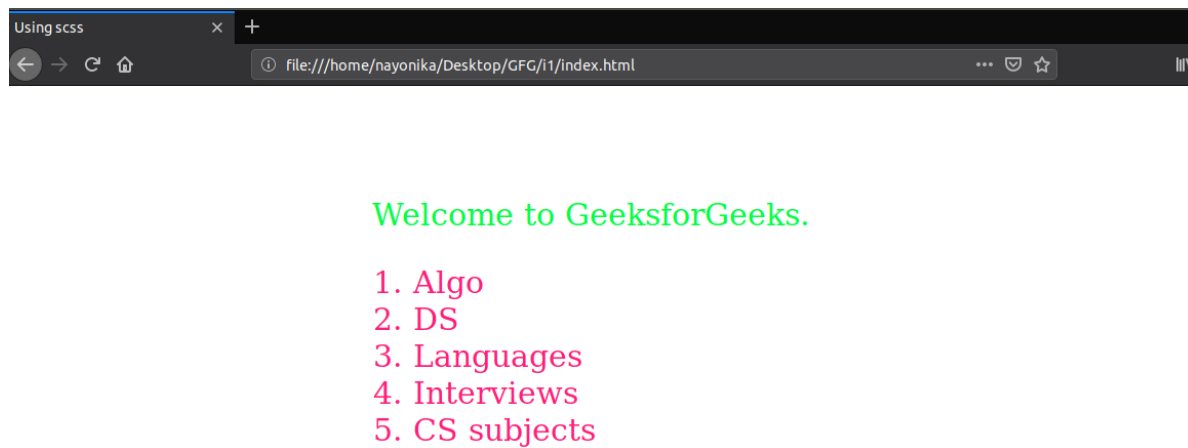 Using scss
file:///home/nayonika/Desktop/GFG/i1/index.html
Welcome to GeeksforGeeks.
1. Algo
2. DS
3. Languages
4. Interviews
5. CS subjects